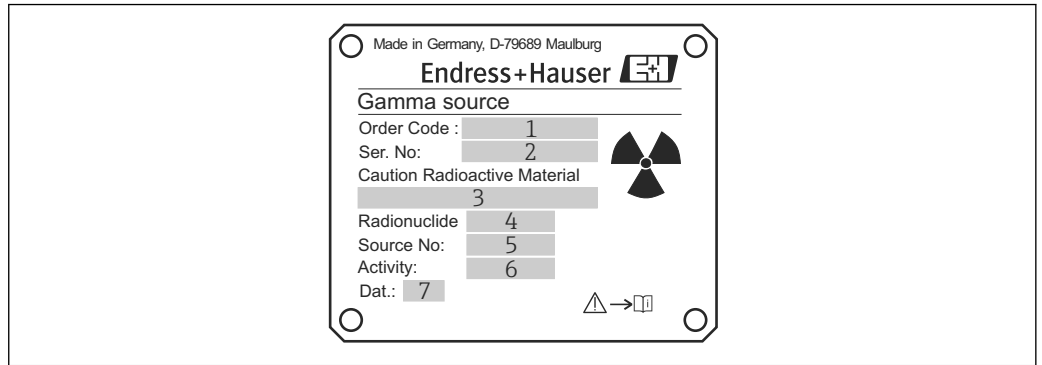 Made in Germany, D-79689 Maulburg
Endress+Hauser
Gamma source
Order Code : 1
Ser. No: 2
Caution Radioactive Material
3
Radionuclide 4
Source No: 5
Activity: 6
Dat.: 7